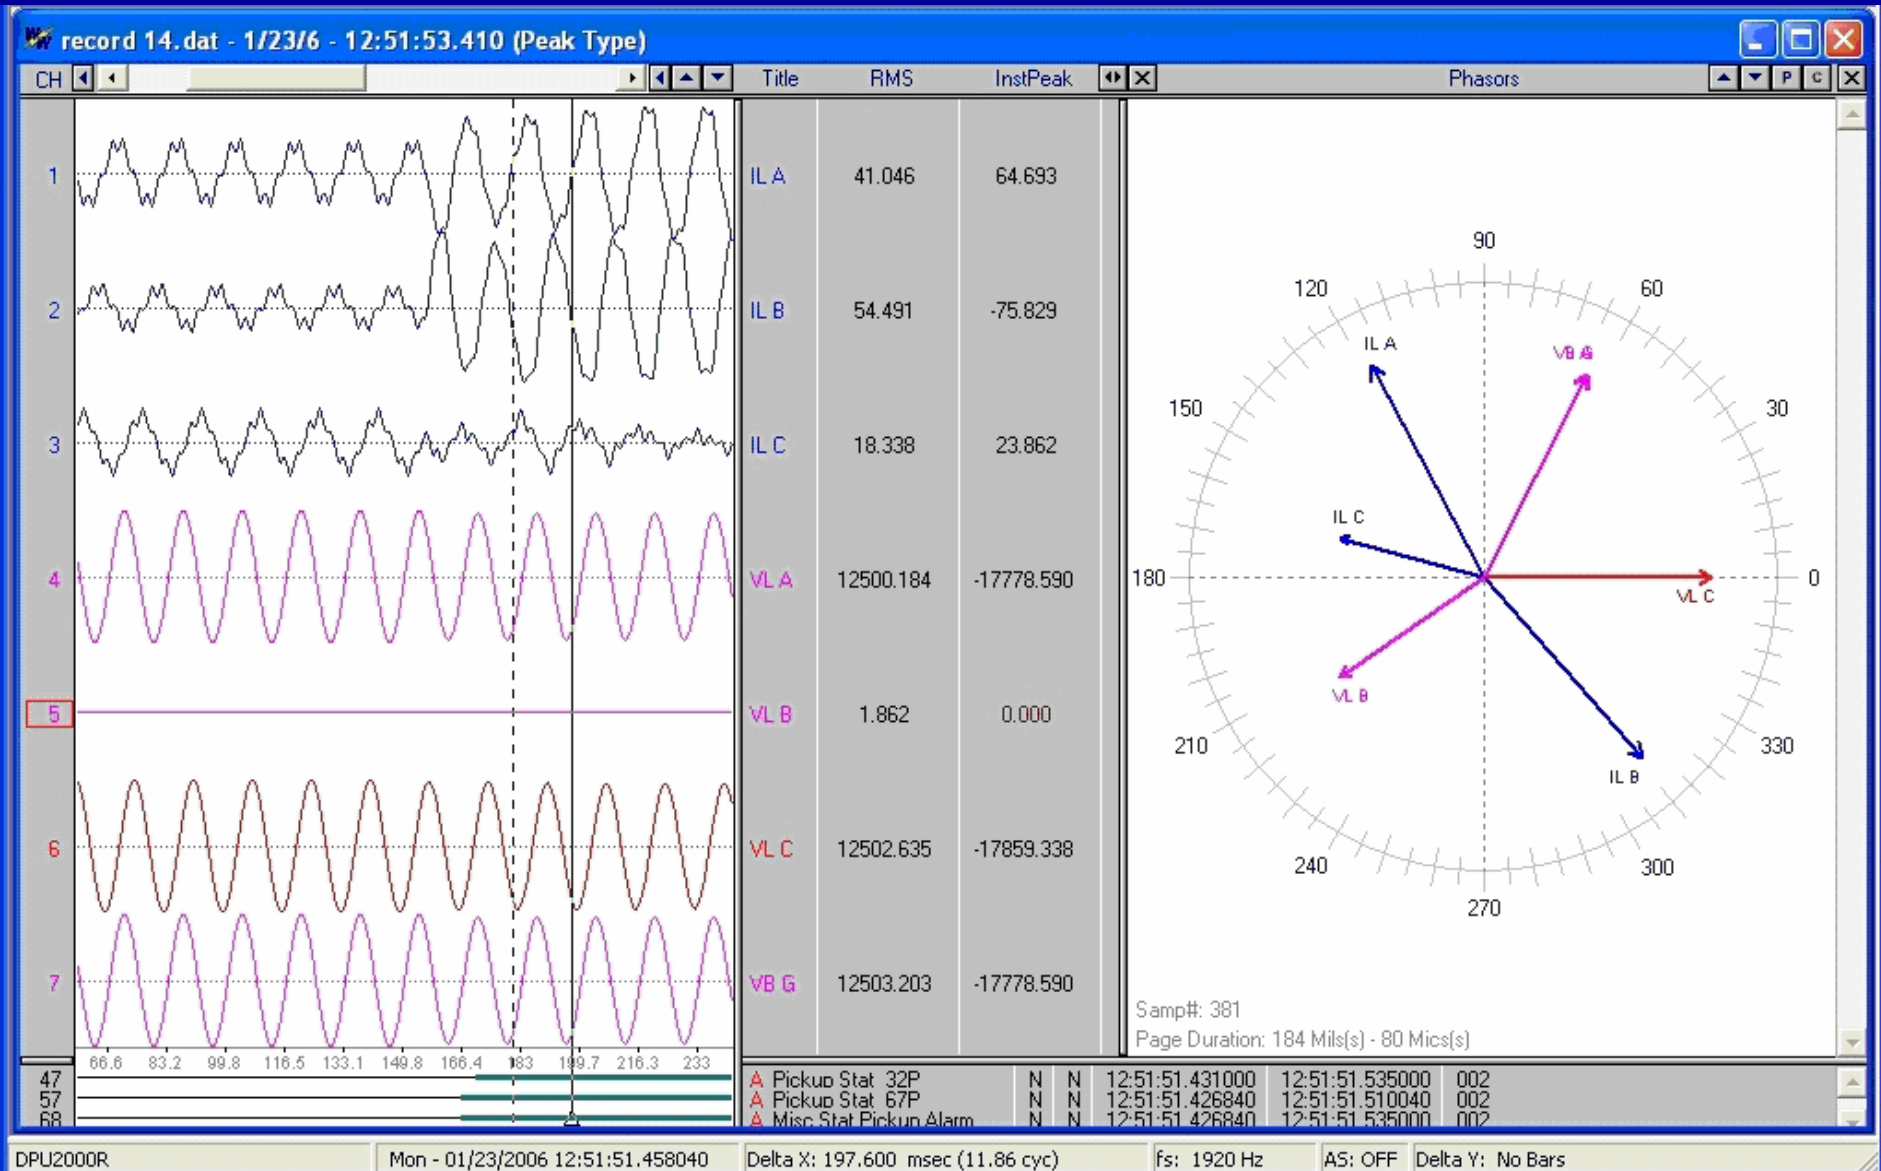 record 14.dat - 1/23/6 - 12:51:53.410 (Peak Type)
CH Title RMS InstPeak Phasors P C
1 IL A 41.046 64.693
2 IL B 54.491 -75.829
3 IL C 18.338 23.862
4 VL A 12500.184 -17778.590
5 VL B 1.862 0.000
6 VL C 12502.635 -17859.338
7 VB G 12503.203 -17778.590
66.6 83.2 99.8 116.5 133.1 149.8 166.4 183 199.7 216.3 233
90
120 60
IL A
VB G
150 30
IL C
180 0
VL C
VL B
210 330
IL B
240 300
270
Samp#: 381
Page Duration: 184 Mils(s) - 80 Mics(s)
47 A Pickup Stat 32P N N 12:51:51.431000 12:51:51.535000 002
57 A Pickup Stat 67P N N 12:51:51.426840 12:51:51.510040 002
68 A Misc Stat Pickup Alarm N N 12:51:51.426840 12:51:51.535000 002
DPU2000R Mon - 01/23/2006 12:51:51.458040 Delta X: 197.600 msec (11.86 cyc) fs: 1920 Hz AS: OFF Delta Y: No Bars